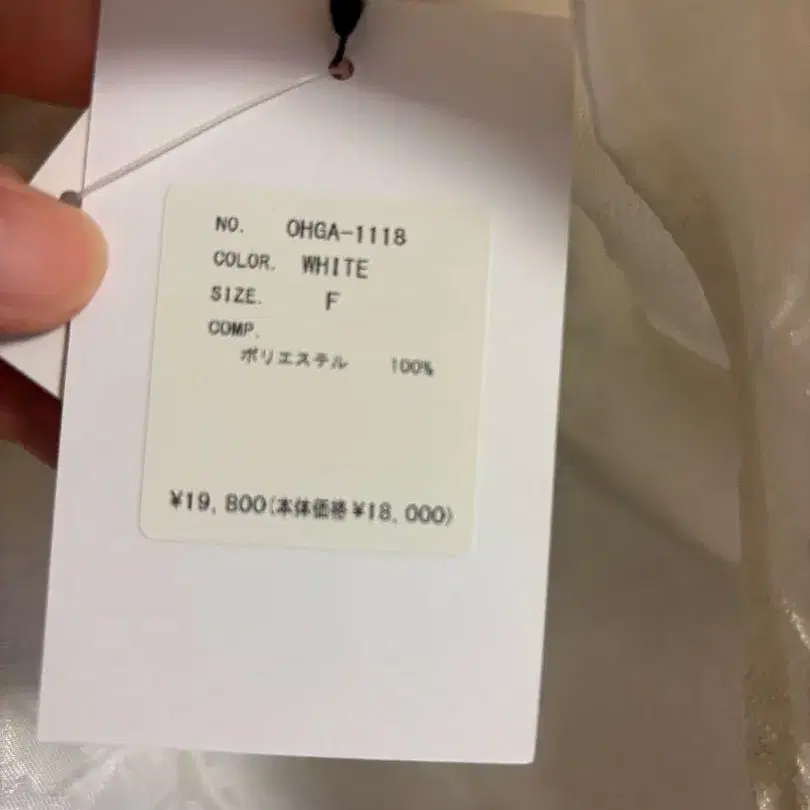 NO. OHGA-1118
COLOR. WHITE
SIZE. F
COMP.
ポリエステル 100%
¥19,800(本体価格¥18,000)